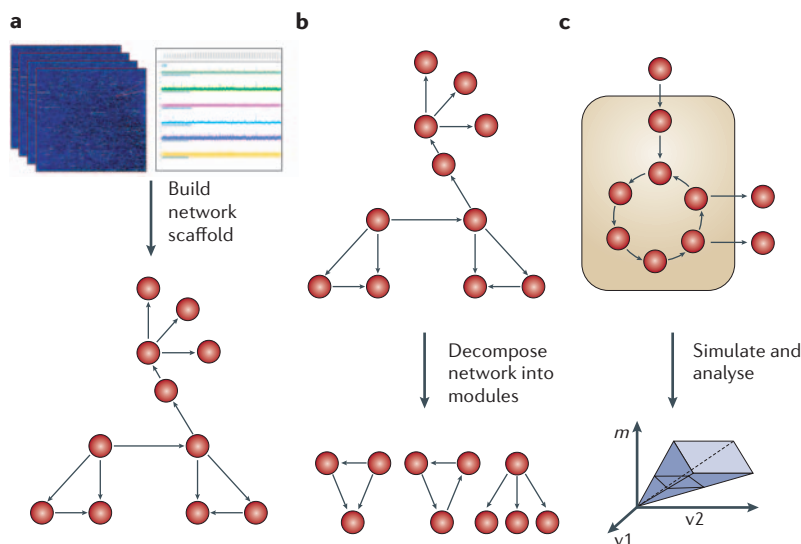 a
b
c
Build
network
scaffold
Decompose
network into
modules
Simulate and
analyse
m
v2
v1